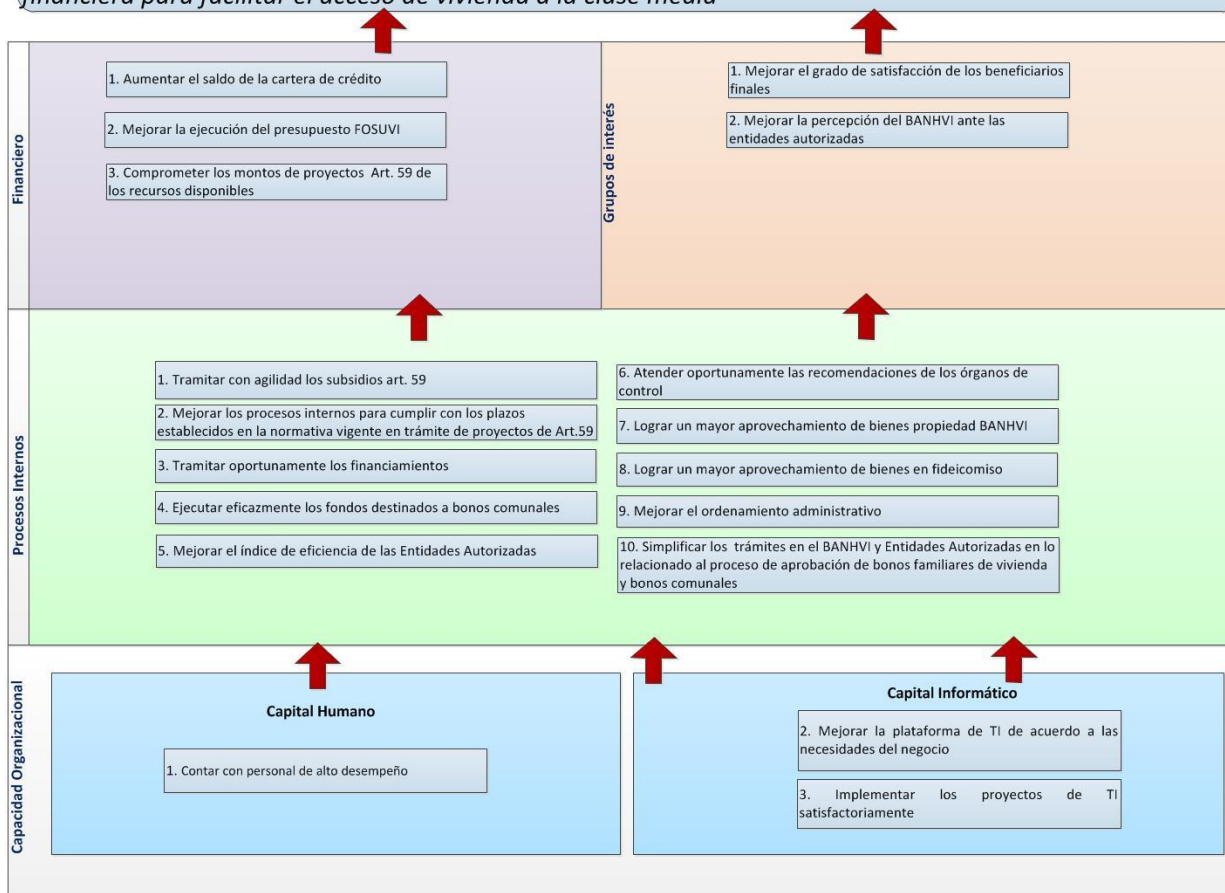 financiera para facilitar el acceso de vivienda a la clase media
Financiero
1. Aumentar el saldo de la cartera de crédito
2. Mejorar la ejecución del presupuesto FOSUVI
3. Comprometer los montos de proyectos Art. 59 de
los recursos disponibles
Grupos de interés
1. Mejorar el grado de satisfacción de los beneficiarios
finales
2. Mejorar la percepción del BANHVI ante las
entidades autorizadas
Procesos Internos
1. Tramitar con agilidad los subsidios art. 59
2. Mejorar los procesos internos para cumplir con los plazos
establecidos en la normativa vigente en trámite de proyectos de Art.59
3. Tramitar oportunamente los financiamientos
4. Ejecutar eficazmente los fondos destinados a bonos comunales
5. Mejorar el índice de eficiencia de las Entidades Autorizadas
6. Atender oportunamente las recomendaciones de los órganos de
control
7. Lograr un mayor aprovechamiento de bienes propiedad BANHVI
8. Lograr un mayor aprovechamiento de bienes en fideicomiso
9. Mejorar el ordenamiento administrativo
10. Simplificar los trámites en el BANHVI y Entidades Autorizadas en lo
relacionado al proceso de aprobación de bonos familiares de vivienda
y bonos comunales
Capacidad Organizacional
Capital Humano
1. Contar con personal de alto desempeño
Capital Informático
2. Mejorar la plataforma de TI de acuerdo a las
necesidades del negocio
3. Implementar los proyectos de TI
satisfactoriamente